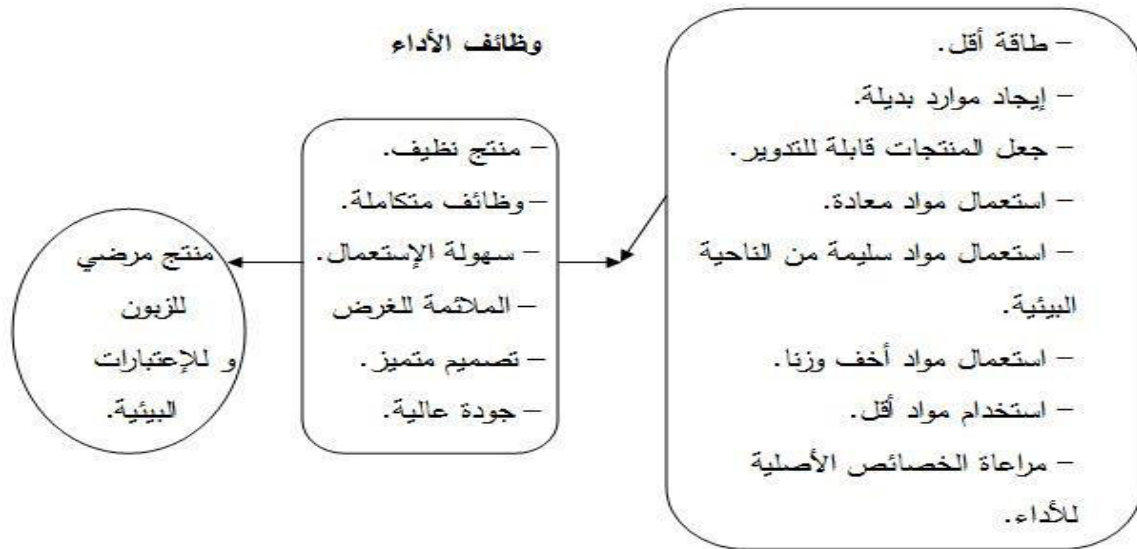 وظائف الأداء
– طاقة أقل.
– إيجاد موارد بديلة.
– جعل المنتجات قابلة للتدوير.
– استعمال مواد معادة.
– استعمال مواد سليمة من الناحية
البيئية.
– استعمال مواد أخف وزنا.
– استخدام مواد أقل.
– مراعاة الخصائص الأصلية
للأداء.
– منتج نظيف.
–وظائف متكاملة.
– سهولة الإستعمال.
– الملائمة للغرض
– تصميم متميز.
– جودة عالية.
منتج مرضي
للزبون
و للإعتبارات
البيئية.